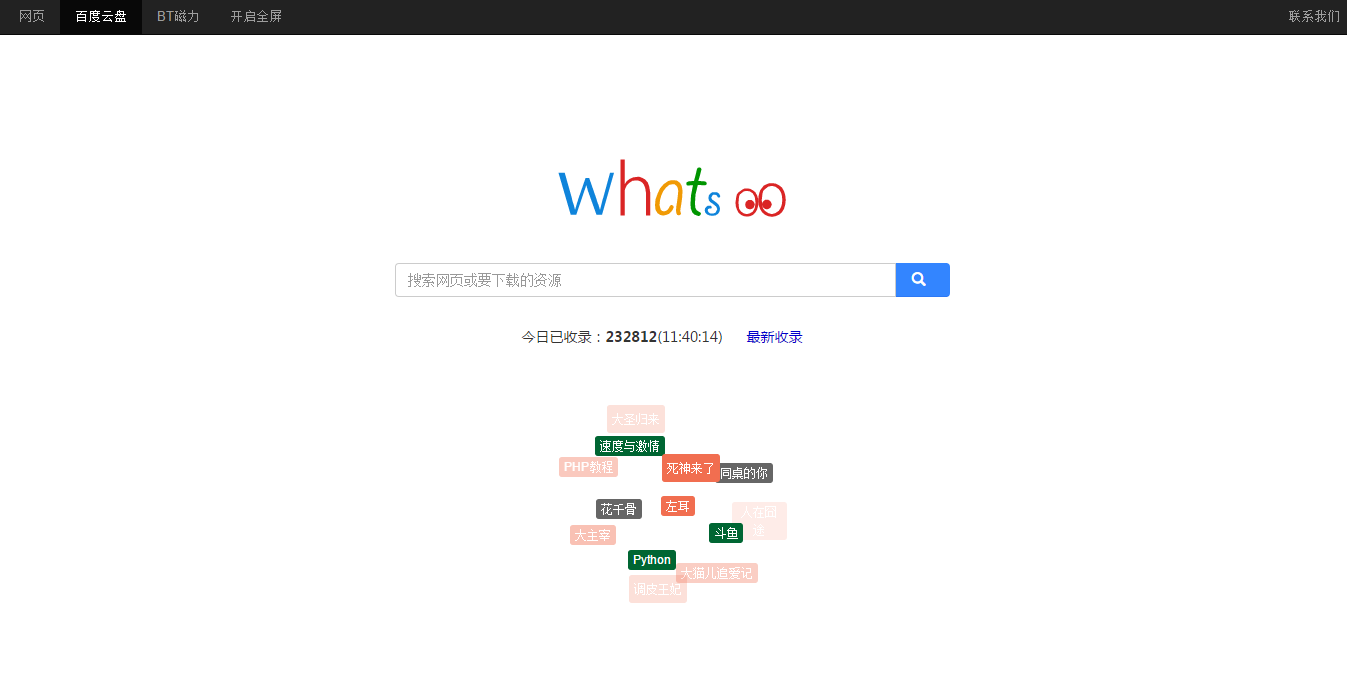 网页 百度云盘 BT磁力 开启全屏 联系我们
Whats
搜索网页或要下载的资源
今日已收录：232812(11:40:14) 最新收录
大圣归来
速度与激情
PHP教程 死神来了 同桌的你
花千骨 左耳 人在囧
途
大主宰 斗鱼
Python
大猫儿追爱记
调皮王妃